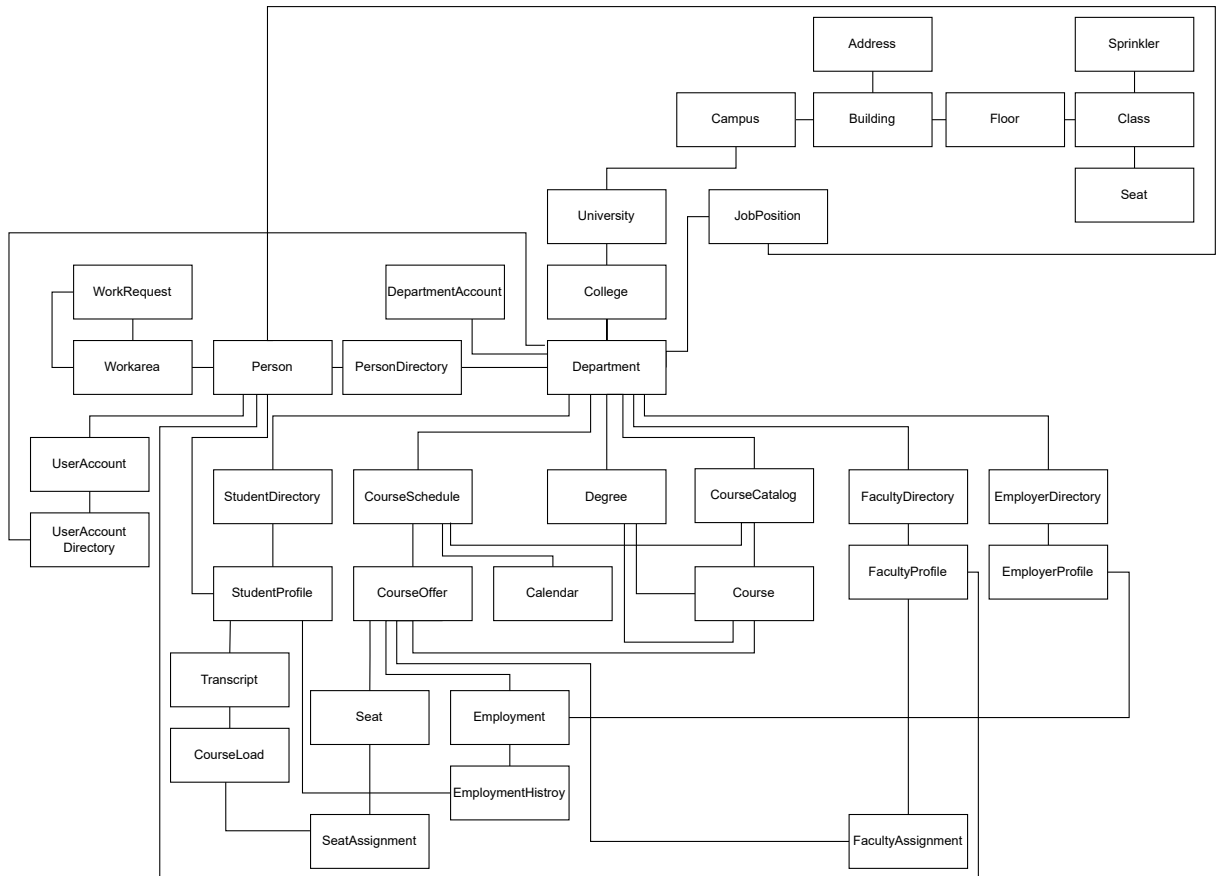 Address
Sprinkler
Campus
Building
Floor
Class
University
JobPosition
Seat
WorkRequest
DepartmentAccount
College
Workarea
Person
PersonDirectory
Department
UserAccount
StudentDirectory
CourseSchedule
Degree
CourseCatalog
FacultyDirectory
EmployerDirectory
UserAccount
Directory
StudentProfile
CourseOffer
Calendar
Course
FacultyProfile
EmployerProfile
Transcript
Seat
Employment
CourseLoad
EmploymentHistroy
SeatAssignment
FacultyAssignment